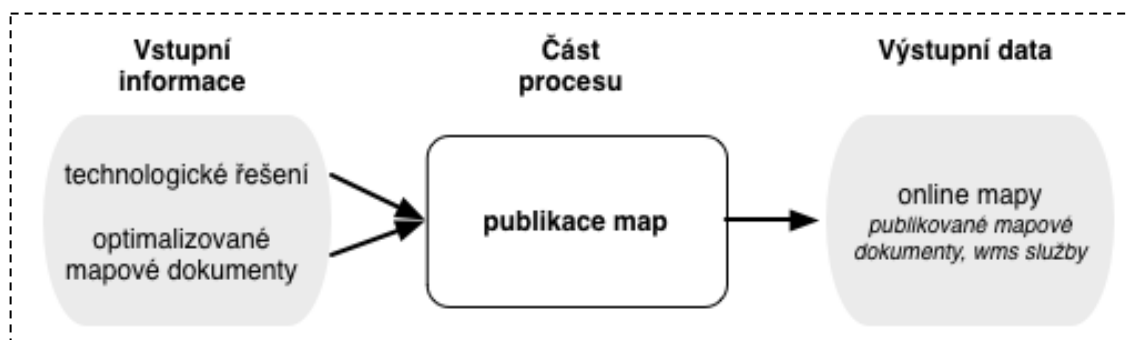 Vstupní
informace
Část
procesu
Výstupní data
technologické řešení
optimalizované
mapové dokumenty
publikace map
online mapy
publikované mapové
dokumenty, wms služby